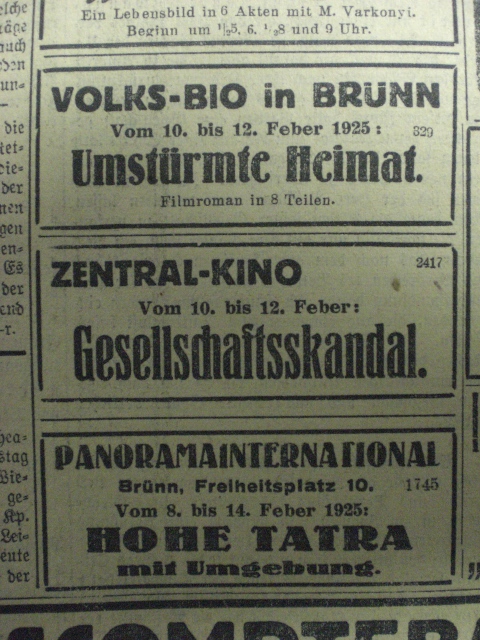 Ein Lebensbild in 6 Akten mit M. Varkonyi.
Beginn um ½5, 6. ½8 und 9 Uhr.
VOLKS-BIO in BRÜNN
Vom 10. bis 12. Feber 1925: 829
Umstürmte Heimat.
Filmroman in 8 Teilen.
ZENTRAL-KINO 2417
Vom 10. bis 12. Feber:
Gesellschaftsskandal.
PANORAMAINTERNATIONAL
Brünn, Freiheitsplatz 10. 1745
Vom 8. bis 14. Feber 1925:
HOHE TATRA
mit Umgebung.